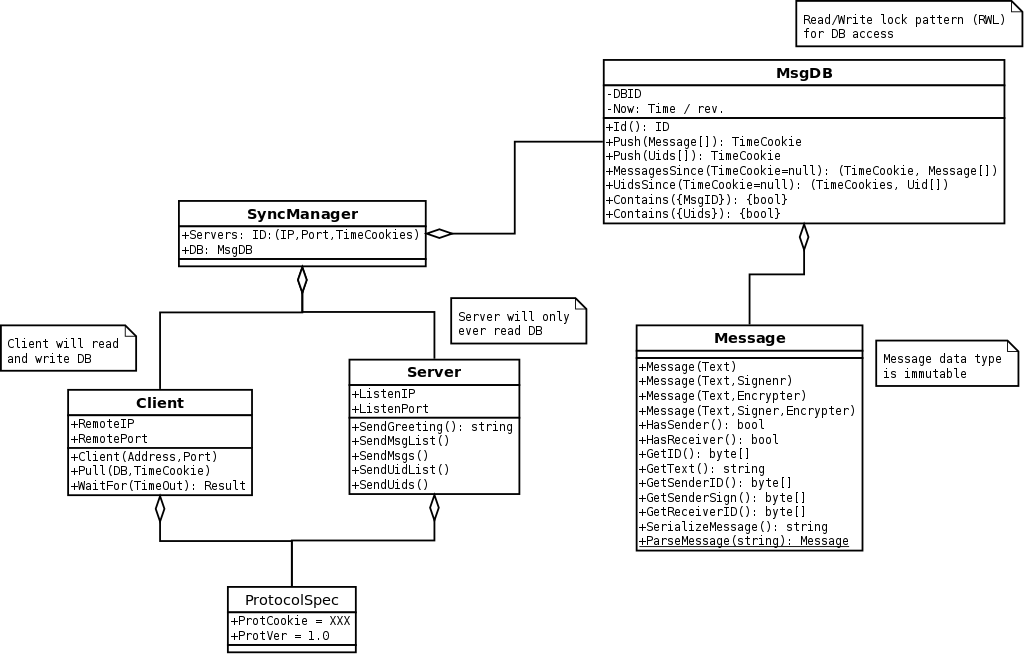 Read/Write lock pattern (RWL)
for DB access
MsgDB
-DBID
-Now: Time / rev.
+Id(): ID
+Push(Message[]): TimeCookie
+Push(Uids[]): TimeCookie
+MessagesSince(TimeCookie=null): (TimeCookie, Message[])
+UidsSince(TimeCookie=null): (TimeCookies, Uid[])
+Contains({MsgID}): {bool}
+Contains({Uids}): {bool}
SyncManager
+Servers: ID:(IP,Port,TimeCookies)
+DB: MsgDB
Server will only
ever read DB
Client will read
and write DB
Message
+Message(Text)
+Message(Text,Signenr)
+Message(Text,Encrypter)
+Message(Text,Signer,Encrypter)
+HasSender(): bool
+HasReceiver(): bool
+GetID(): byte[]
+GetText(): string
+GetSenderID(): byte[]
+GetSenderSign(): byte[]
+GetReceiverID(): byte[]
+SerializeMessage(): string
+ParseMessage(string): Message
Message data type
is immutable
Server
+ListenIP
+ListenPort
+SendGreeting(): string
+SendMsgList()
+SendMsgs()
+SendUidList()
+SendUids()
Client
+RemoteIP
+RemotePort
+Client(Address,Port)
+Pull(DB,TimeCookie)
+WaitFor(TimeOut): Result
ProtocolSpec
+ProtCookie = XXX
+ProtVer = 1.0